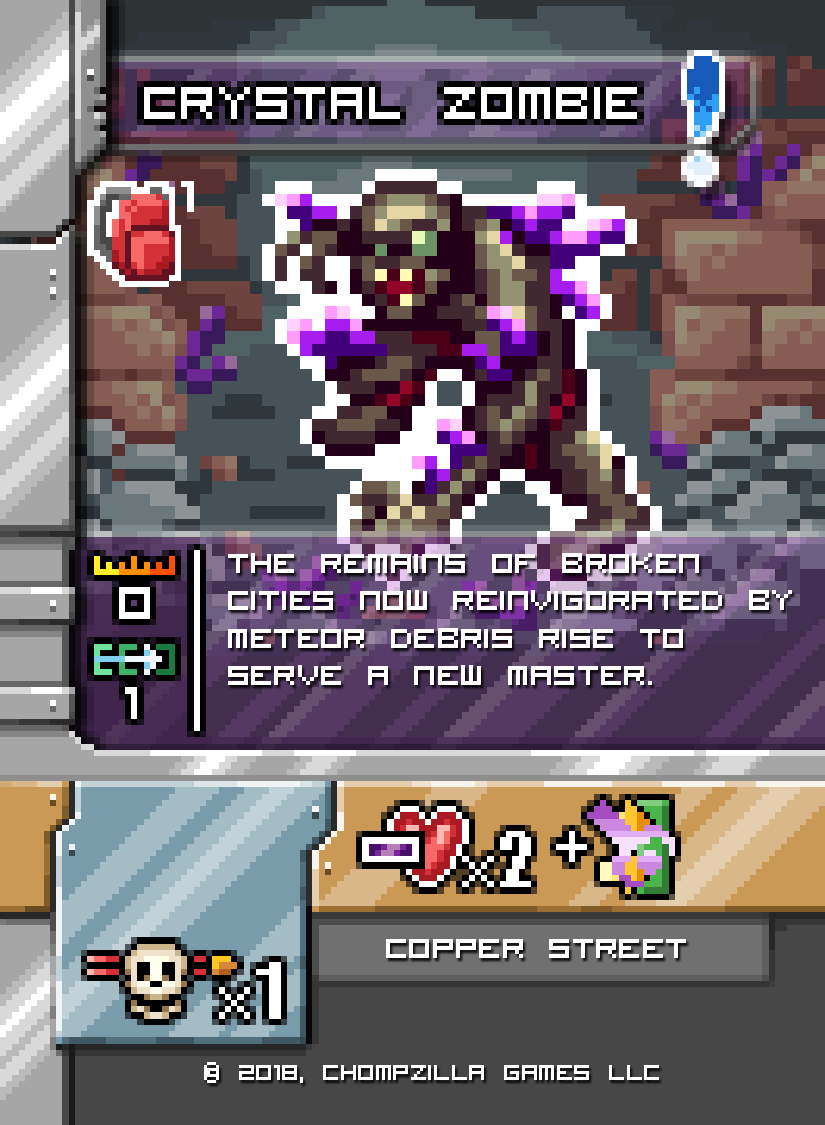 CRYSTAL ZOMBIE
0
1
THE REMAINS OF BROKEN
CITIES NOW REINVIGORATED BY
METEOR DEBRIS RISE TO
SERVE A NEW MASTER.
x2 +
x1
COPPER STREET
© 2018, CHOMPZILLA GAMES LLC